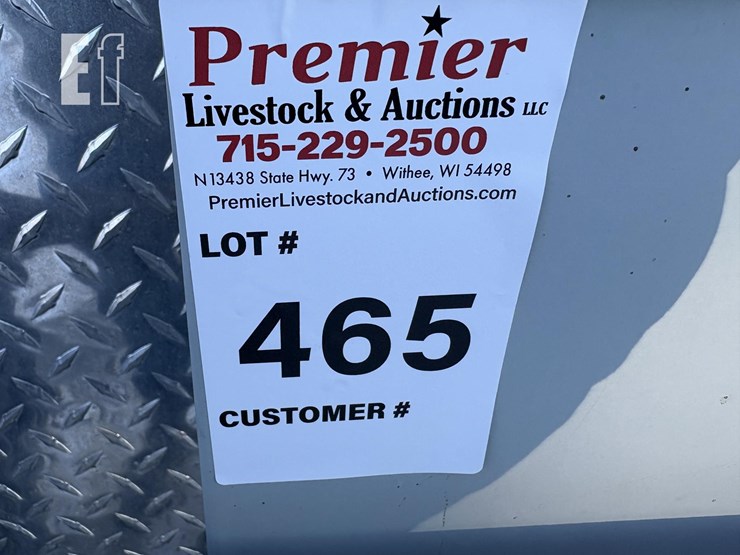 Ef
Premier
Livestock & Auctions LLC
715-229-2500
N13438 State Hwy. 73 • Withee, WI 54498
PremierLivestockandAuctions.com
LOT #
465
CUSTOMER #